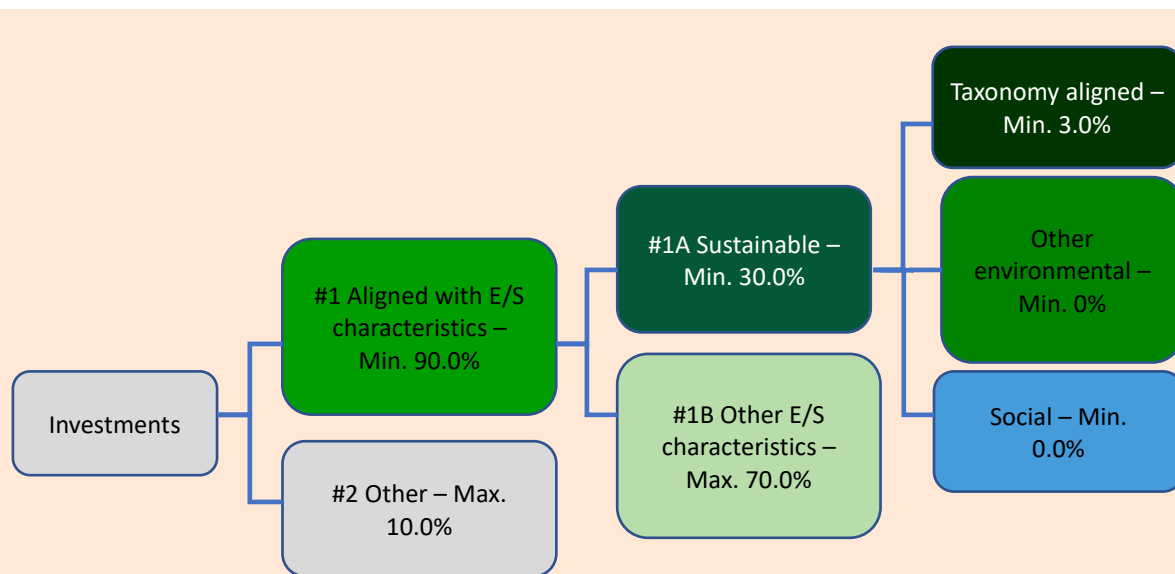 Investments
#1 Aligned with E/S
characteristics –
Min. 90.0%
#2 Other – Max.
10.0%
#1A Sustainable –
Min. 30.0%
#1B Other E/S
characteristics –
Max. 70.0%
Taxonomy aligned –
Min. 3.0%
Other
environmental –
Min. 0%
Social – Min.
0.0%